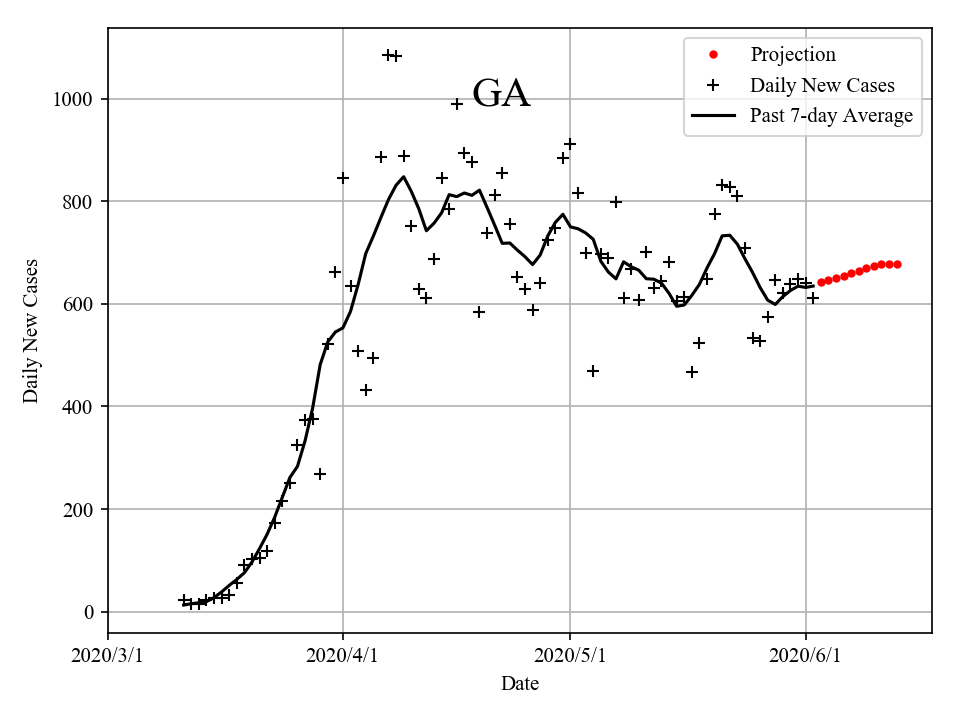 GA
Projection
Daily New Cases
Past 7-day Average
1000
800
600
400
200
0
Daily New Cases
2020/3/1 2020/4/1 2020/5/1 2020/6/1
Date